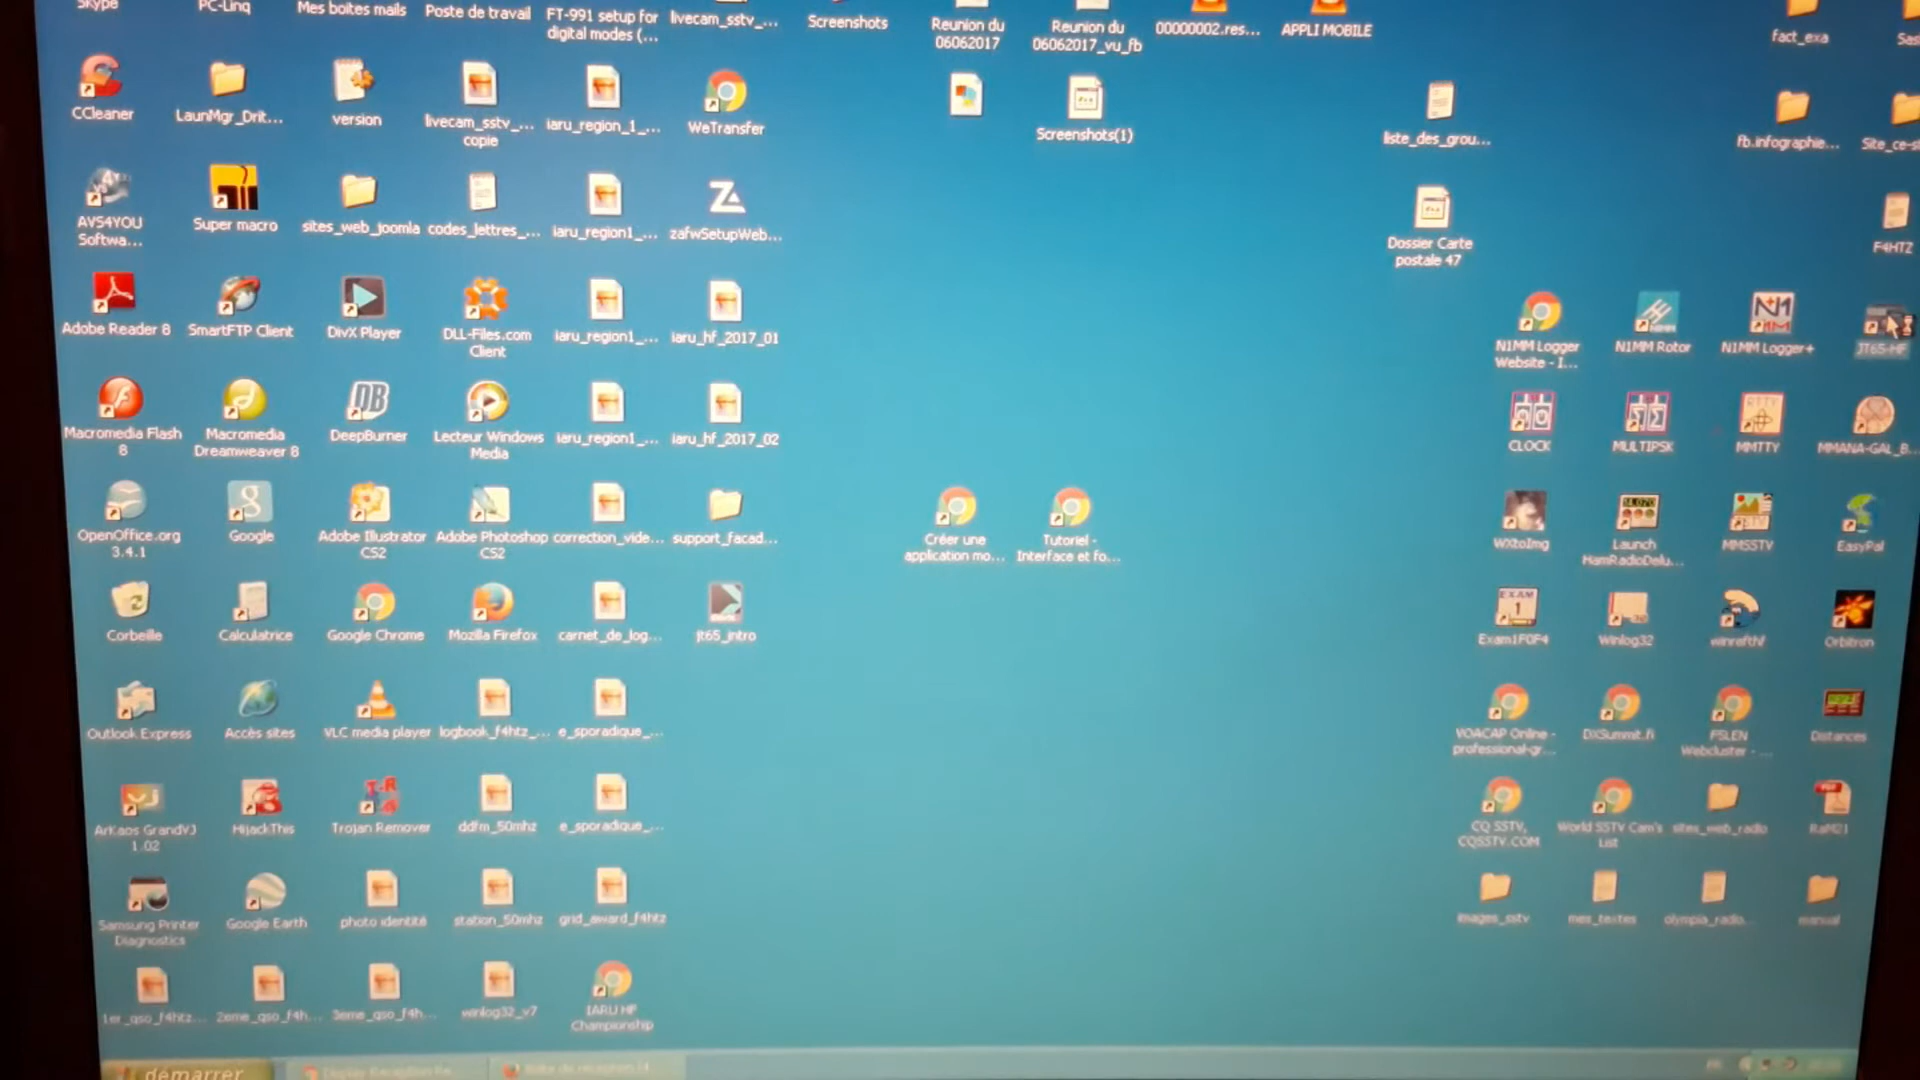 Skype
PC-Linq
Mes boites mails
Poste de travail
FT-991 setup for
digital modes (...
livecam_sstv_...
Screenshots
Reunion du
06062017
Reunion du
06062017_vu_fb
00000002.res...
APPLI MOBILE
fact_exa
CCleaner
LaunMgr_Drit...
version
livecam_sstv_...
copie
iaru_region_1_...
WeTransfer
Screenshots(1)
liste_des_grou...
fb.infographie...
AVS4YOU
Softwa...
Super macro
sites_web_joomla
codes_lettres_...
iaru_region1_...
zafwSetupWeb...
Dossier Carte
postale 47
F4HTZ
Adobe Reader 8
SmartFTP Client
DivX Player
DLL-Files.com
Client
iaru_region1_...
iaru_hf_2017_01
N1MM Logger
Website - I...
N1MM Rotor
N1MM Logger+
JT65-HF
Macromedia Flash
8
Macromedia
Dreamweaver 8
DeepBurner
Lecteur Windows
Media
iaru_region1_...
iaru_hf_2017_02
CLOCK
MULTIPSK
MMTTY
MMANA-GAL_B...
OpenOffice.org
3.4.1
Google
Adobe Illustrator
CS2
Adobe Photoshop
CS2
correction_vide...
support_facad...
Créer une
application mo...
Tutoriel -
Interface et fo...
WXtoImg
Launch
HamRadioDelu...
MMSSTV
EasyPal
Corbeille
Calculatrice
Google Chrome
Mozilla Firefox
carnet_de_log...
jt65_intro
Exam1F0F4
Winlog32
winrefthf
Orbitron
Outlook Express
Accès sites
VLC media player
logbook_f4htz_...
e_sporadique_...
VOACAP Online -
professional-gr...
DXSummit.fi
F5LEN
Webcluster - ...
Distances
ArKaos GrandVJ
1.02
HijackThis
Trojan Remover
ddfm_50mhz
e_sporadique_...
CQ SSTV,
CQSSTV.COM
World SSTV Cam's
List
sites_web_radio
Samsung Printer
Diagnostics
Google Earth
photo identité
station_50mhz
grid_award_f4htz
images_sstv
mes_textes
olympia_radio...
manual
1er_qso_f4htz...
2eme_qso_f4h...
3eme_qso_f4h...
winlog32_v7
IARU HF
Championship
démarrer